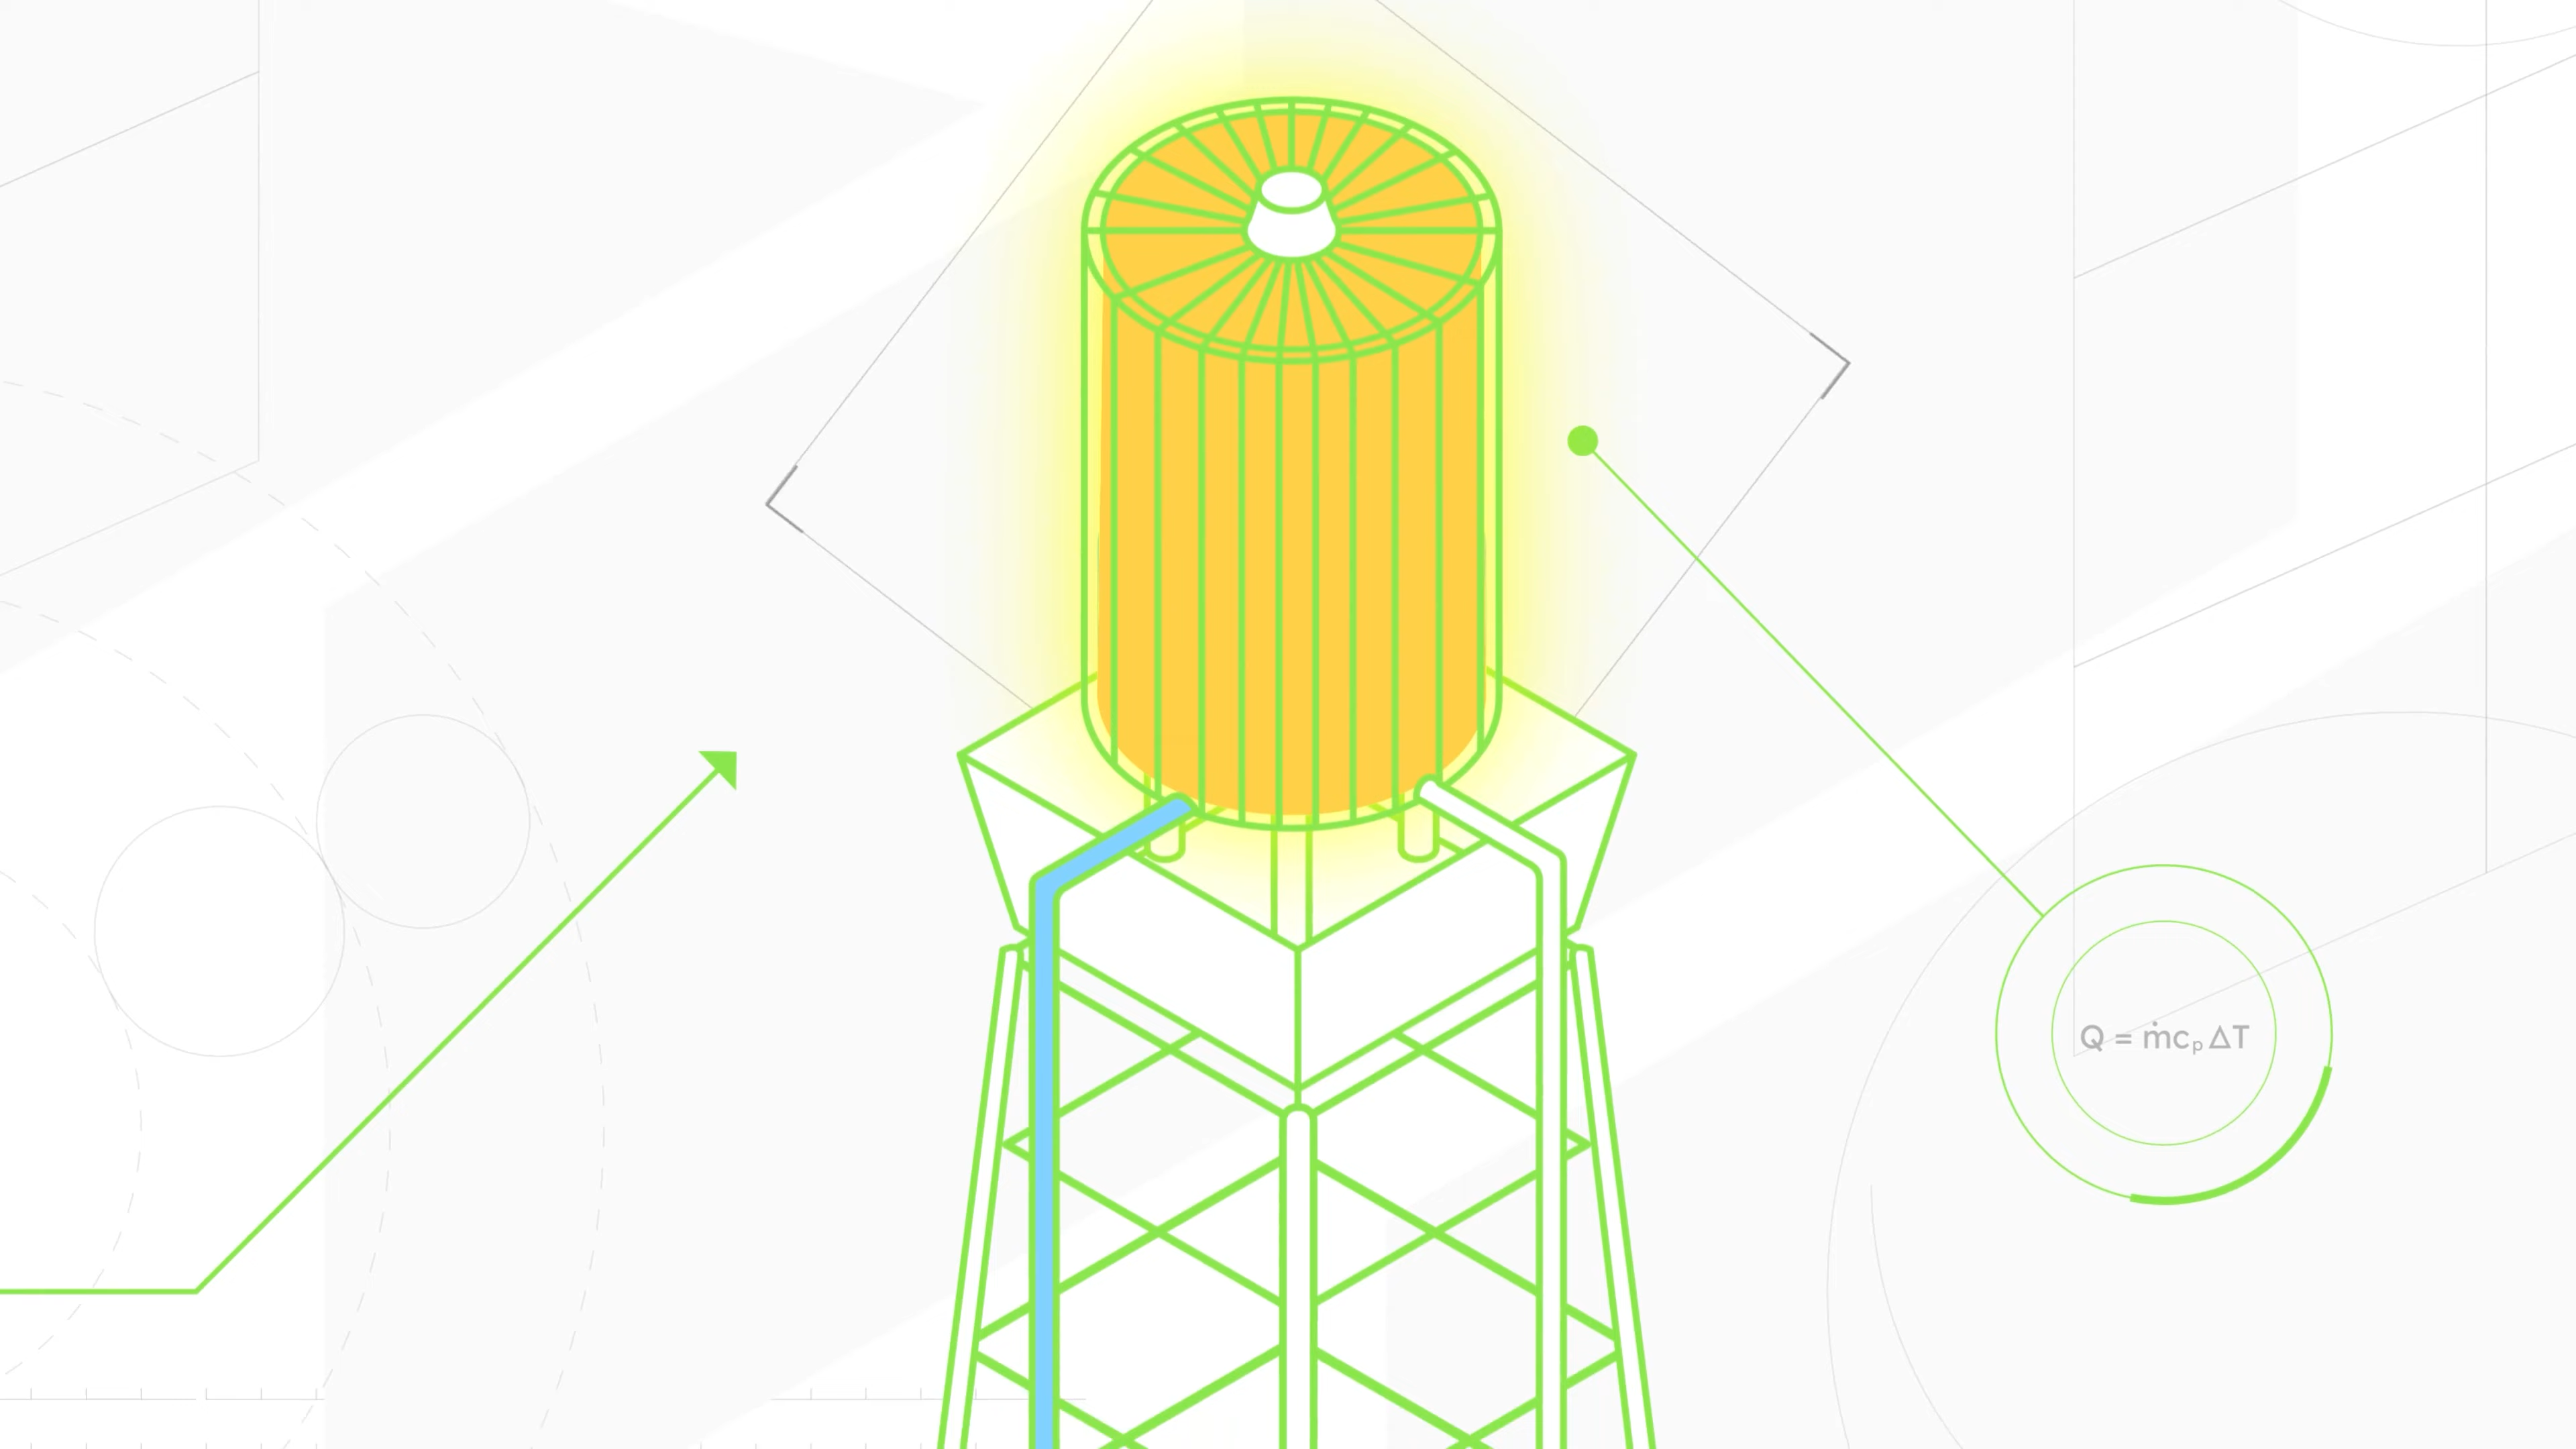 Q = ṁcₚ ΔT